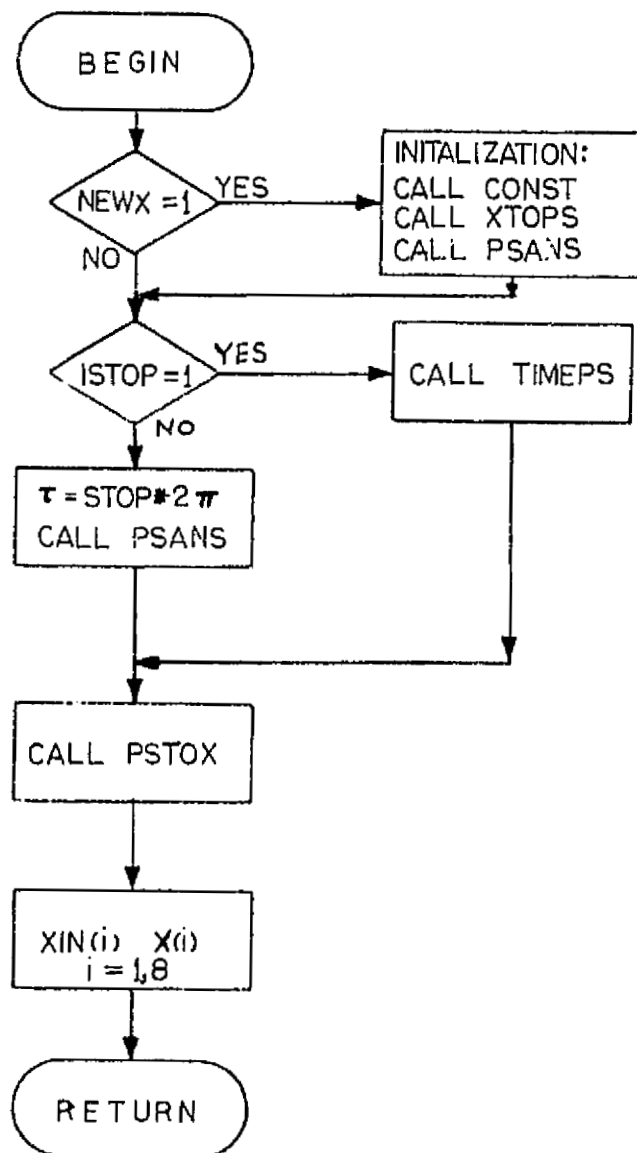 BEGIN
NEWX = 1
YES
INITALIZATION:
CALL CONST
CALL XTOPS
CALL PSANS
NO
ISTOP = 1
YES
CALL TIMEPS
NO
τ = STOP*2π
CALL PSANS
CALL PSTOX
XIN(i) X(i)
i = 1,8
RETURN